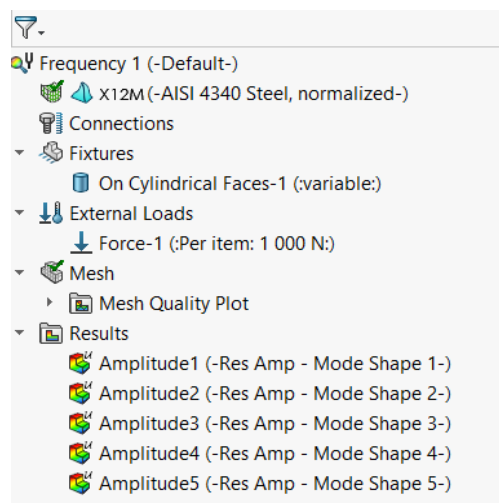 Frequency 1 (-Default-)
X12M (-AISI 4340 Steel, normalized-)
Connections
Fixtures
On Cylindrical Faces-1 (:variable:)
External Loads
Force-1 (:Per item: 1 000 N:)
Mesh
Mesh Quality Plot
Results
Amplitude1 (-Res Amp - Mode Shape 1-)
Amplitude2 (-Res Amp - Mode Shape 2-)
Amplitude3 (-Res Amp - Mode Shape 3-)
Amplitude4 (-Res Amp - Mode Shape 4-)
Amplitude5 (-Res Amp - Mode Shape 5-)